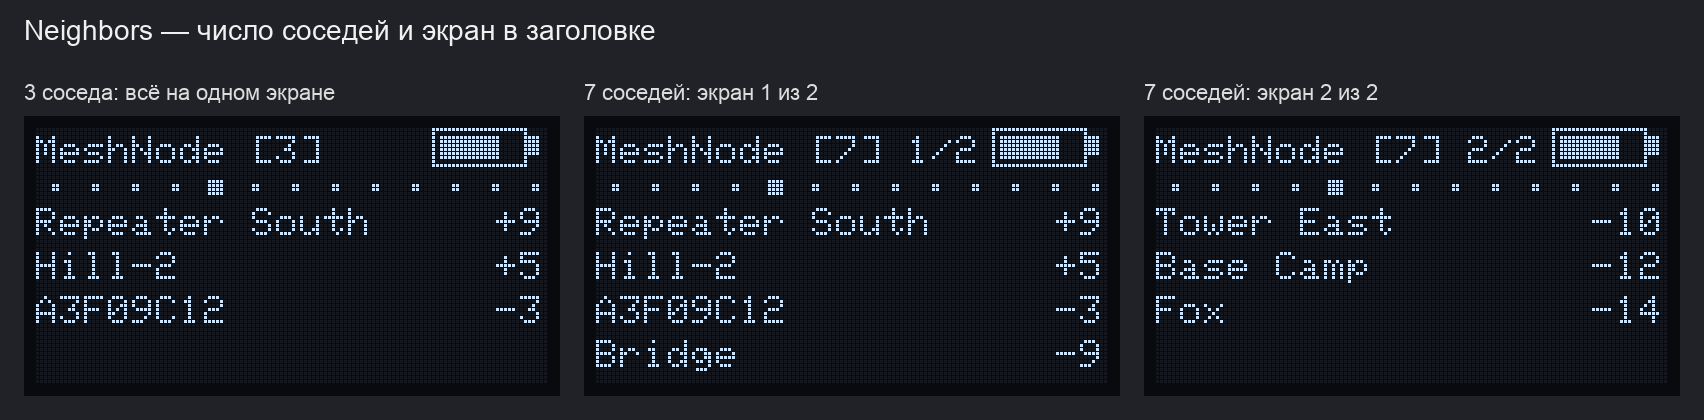 Neighbors — число соседей и экран в заголовке
3 соседа: всё на одном экране
MeshNode [3]
Repeater South +9
Hill-2 +5
A3F09C12 -3
7 соседей: экран 1 из 2
MeshNode [7] 1/2
Repeater South +9
Hill-2 +5
A3F09C12 -3
Bridge -9
7 соседей: экран 2 из 2
MeshNode [7] 2/2
Tower East -10
Base Camp -12
Fox -14